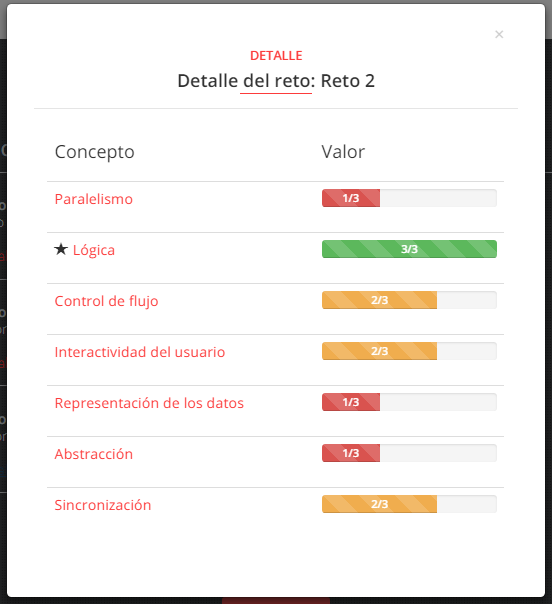 ×
DETALLE
Detalle del reto: Reto 2
Concepto Valor
Paralelismo 1/3
★ Lógica 3/3
Control de flujo 2/3
Interactividad del usuario 2/3
Representación de los datos 1/3
Abstracción 1/3
Sincronización 2/3